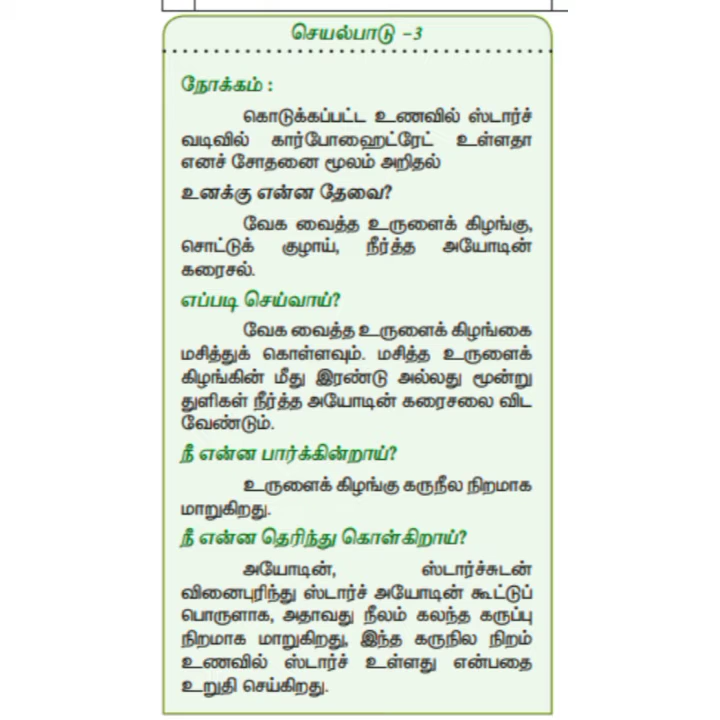 செயல்பாடு -3
நோக்கம் :
கொடுக்கப்பட்ட உணவில் ஸ்டார்ச்
வடிவில் கார்போஹைட்ரேட் உள்ளதா
எனச் சோதனை மூலம் அறிதல்
உனக்கு என்ன தேவை?
வேக வைத்த உருளைக் கிழங்கு,
சொட்டுக் குழாய், நீர்த்த அயோடின்
கரைசல்.
எப்படி செய்வாய்?
வேக வைத்த உருளைக் கிழங்கை
மசித்துக் கொள்ளவும். மசித்த உருளைக்
கிழங்கின் மீது இரண்டு அல்லது மூன்று
துளிகள் நீர்த்த அயோடின் கரைசலை விட
வேண்டும்.
நீ என்ன பார்க்கின்றாய்?
உருளைக் கிழங்கு கருநீல நிறமாக
மாறுகிறது.
நீ என்ன தெரிந்து கொள்கிறாய்?
அயோடின், ஸ்டார்ச்சுடன்
வினைபுரிந்து ஸ்டார்ச் அயோடின் கூட்டுப்
பொருளாக, அதாவது நீலம் கலந்த கருப்பு
நிறமாக மாறுகிறது, இந்த கருநில நிறம்
உணவில் ஸ்டார்ச் உள்ளது என்பதை
உறுதி செய்கிறது.